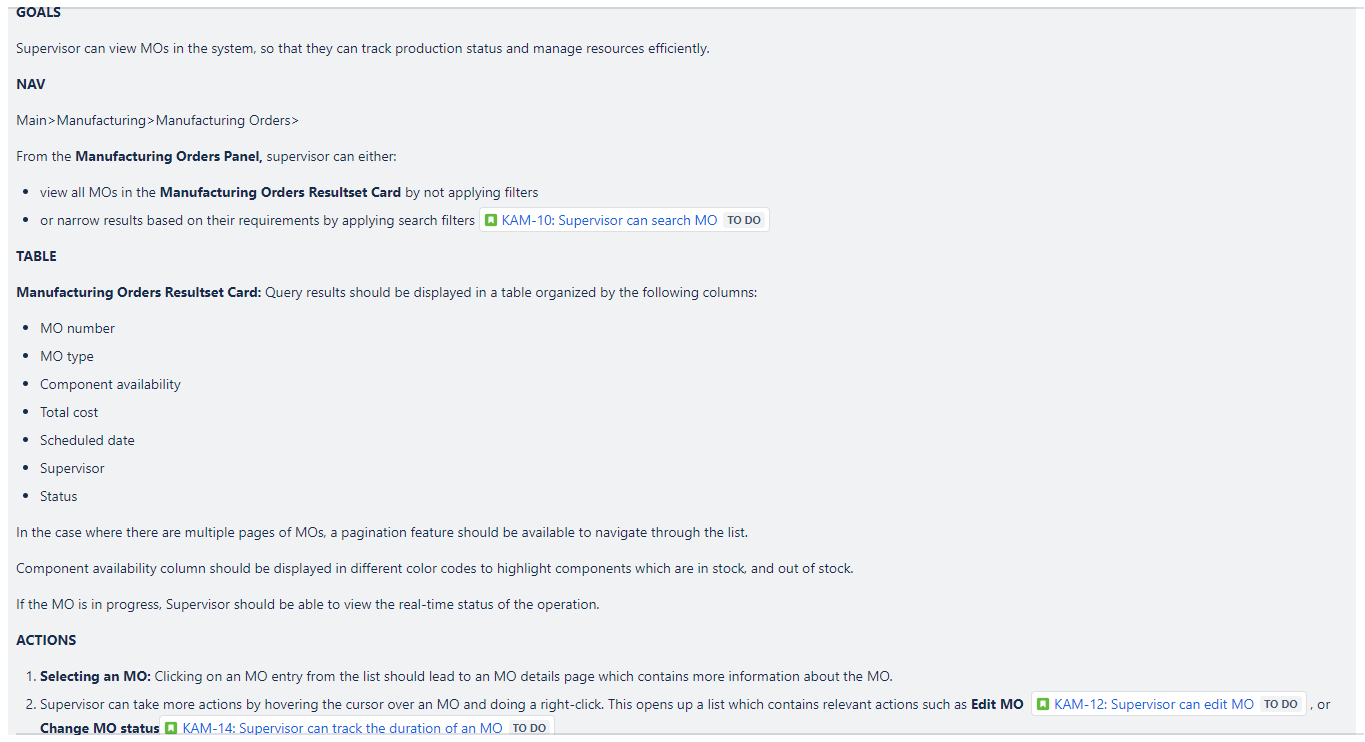 GOALS
Supervisor can view MOs in the system, so that they can track production status and manage resources efficiently.
NAV
Main>Manufacturing>Manufacturing Orders>
From the Manufacturing Orders Panel, supervisor can either:
• view all MOs in the Manufacturing Orders Resultset Card by not applying filters
• or narrow results based on their requirements by applying search filters KAM-10: Supervisor can search MO TO DO
TABLE
Manufacturing Orders Resultset Card: Query results should be displayed in a table organized by the following columns:
• MO number
• MO type
• Component availability
• Total cost
• Scheduled date
• Supervisor
• Status
In the case where there are multiple pages of MOs, a pagination feature should be available to navigate through the list.
Component availability column should be displayed in different color codes to highlight components which are in stock, and out of stock.
If the MO is in progress, Supervisor should be able to view the real-time status of the operation.
ACTIONS
1. Selecting an MO: Clicking on an MO entry from the list should lead to an MO details page which contains more information about the MO.
2. Supervisor can take more actions by hovering the cursor over an MO and doing a right-click. This opens up a list which contains relevant actions such as Edit MO KAM-12: Supervisor can edit MO TO DO , or
Change MO status KAM-14: Supervisor can track the duration of an MO TO DO